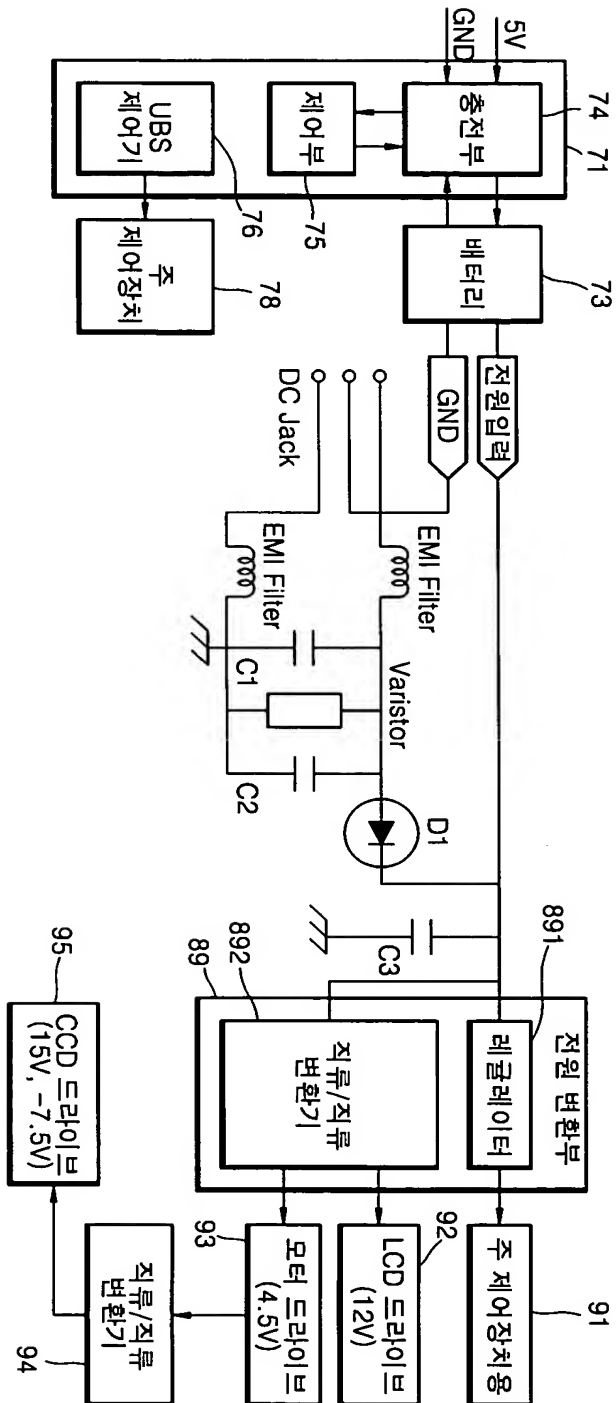 5V
GND
충전부
74
71
제어부
75
UBS
제어기
76
배터리
73
주
제어장치
78
전원입력
GND
DC Jack
EMI Filter
EMI Filter
C1
Varistor
C2
D1
C3
891
892
89
전원 변환부
레귤레이터
직류/직류
변환기
주 제어장치용
91
LCD 드라이브
(12V)
92
모터 드라이브
(4.5V)
93
직류/직류
변환기
94
CCD 드라이브
(15V, -7.5V)
95